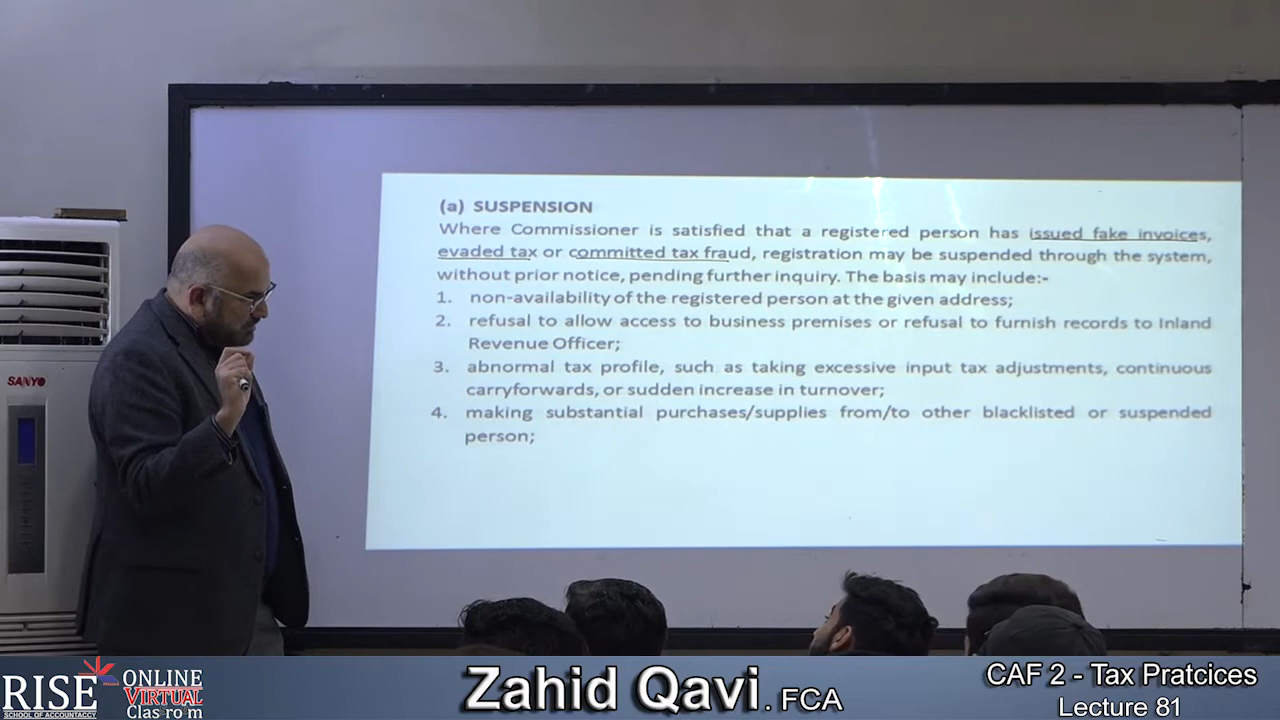 (a) SUSPENSION
Where Commissioner is satisfied that a registered person has issued fake invoices,
evaded tax or committed tax fraud, registration may be suspended through the system,
without prior notice, pending further inquiry. The basis may include:-
1. non-availability of the registered person at the given address;
2. refusal to allow access to business premises or refusal to furnish records to Inland
Revenue Officer;
3. abnormal tax profile, such as taking excessive input tax adjustments, continuous
carryforwards, or sudden increase in turnover;
4. making substantial purchases/supplies from/to other blacklisted or suspended
person;
SANYO
RISE
SCHOOL OF ACCOUNTACCY
ONLINE
VIRTUAL
Clasrom
Zahid Qavi. FCA
CAF 2 - Tax Pratcices
Lecture 81